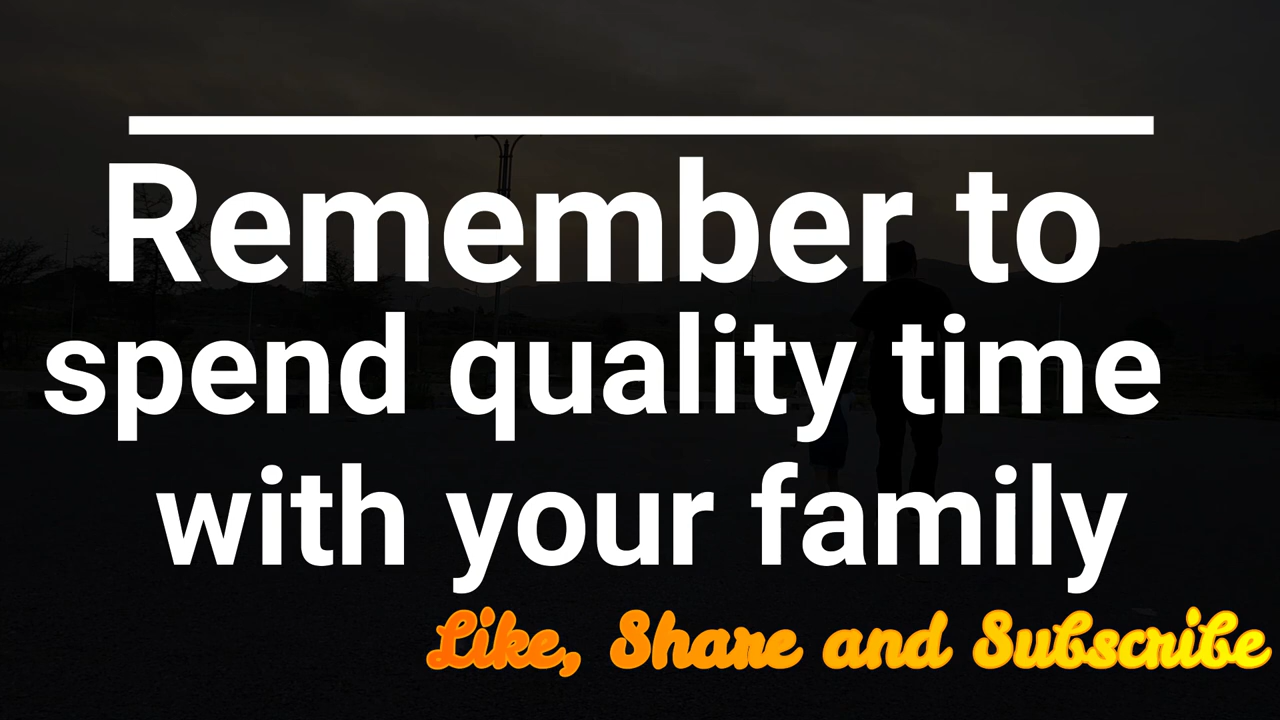 Remember to
spend quality time
with your family
Like, Share and Subscribe